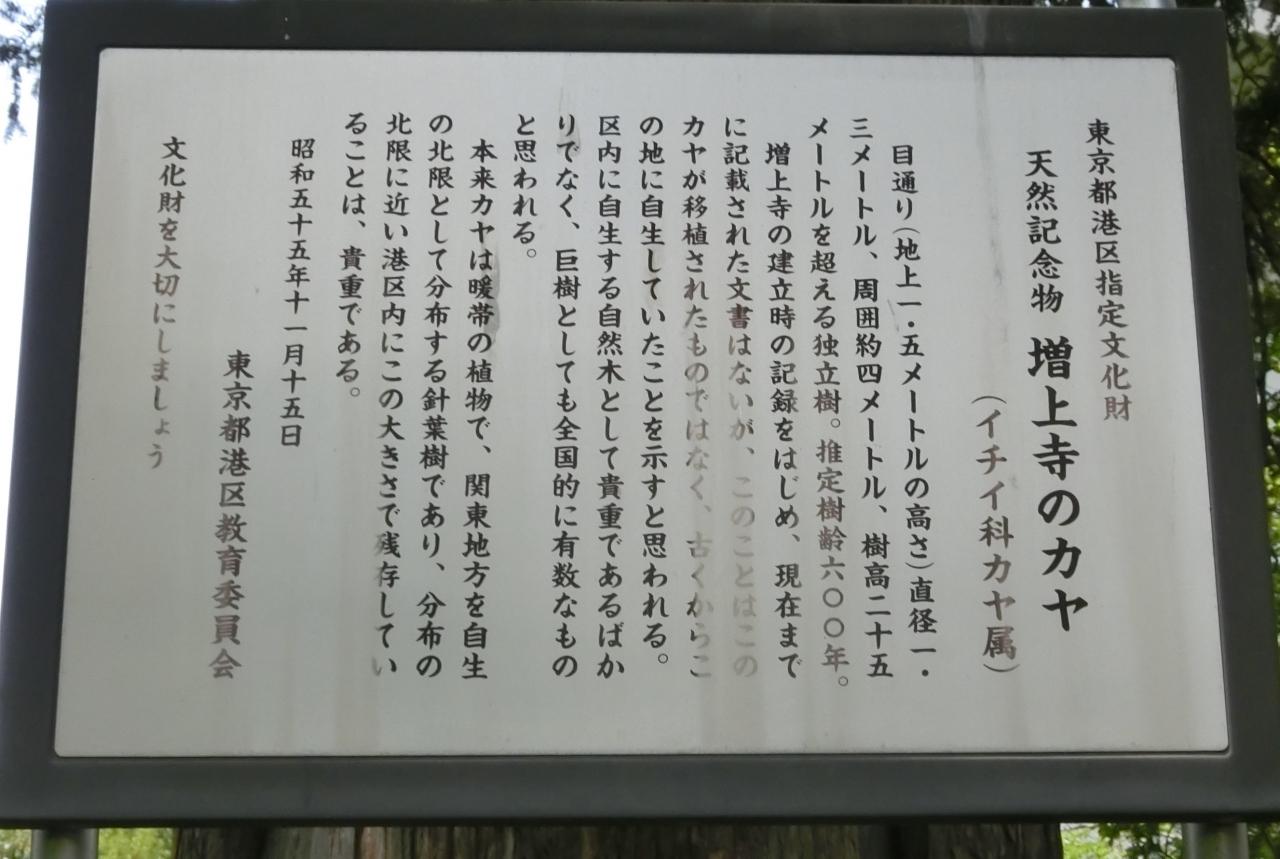 東京都港区指定文化財
天然記念物 増上寺のカヤ
（イチイ科カヤ属）
目通り（地上一・五メートルの高さ）直径一・
三メートル、周囲約四メートル、樹高二十五
メートルを超える独立樹。推定樹齢六〇〇年。
増上寺の建立時の記録をはじめ、現在まで
に記載された文書はないが、このことはこの
カヤが移植されたものではなく、古くからこ
の地に自生していたことを示すと思われる。
区内に自生する自然木として貴重であるばか
りでなく、巨樹としても全国的に有数なもの
と思われる。
本来カヤは暖帯の植物で、関東地方を自生
の北限として分布する針葉樹であり、分布の
北限に近い港区内にこの大きさで残存してい
ることは、貴重である。
昭和五十五年十一月十五日
東京都港区教育委員会
文化財を大切にしましょう